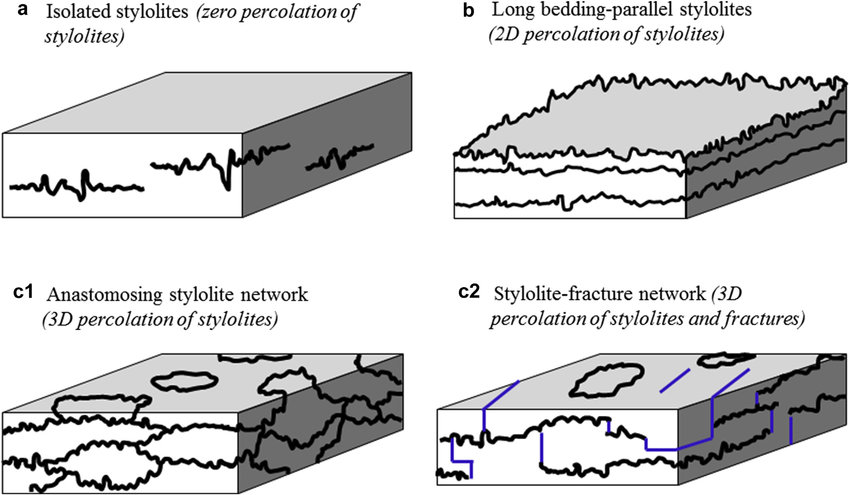 a Isolated stylolites (zero percolation of
stylolites)
b Long bedding-parallel stylolites
(2D percolation of stylolites)
c1 Anastomosing stylolite network
(3D percolation of stylolites)
c2 Stylolite-fracture network (3D
percolation of stylolites and fractures)